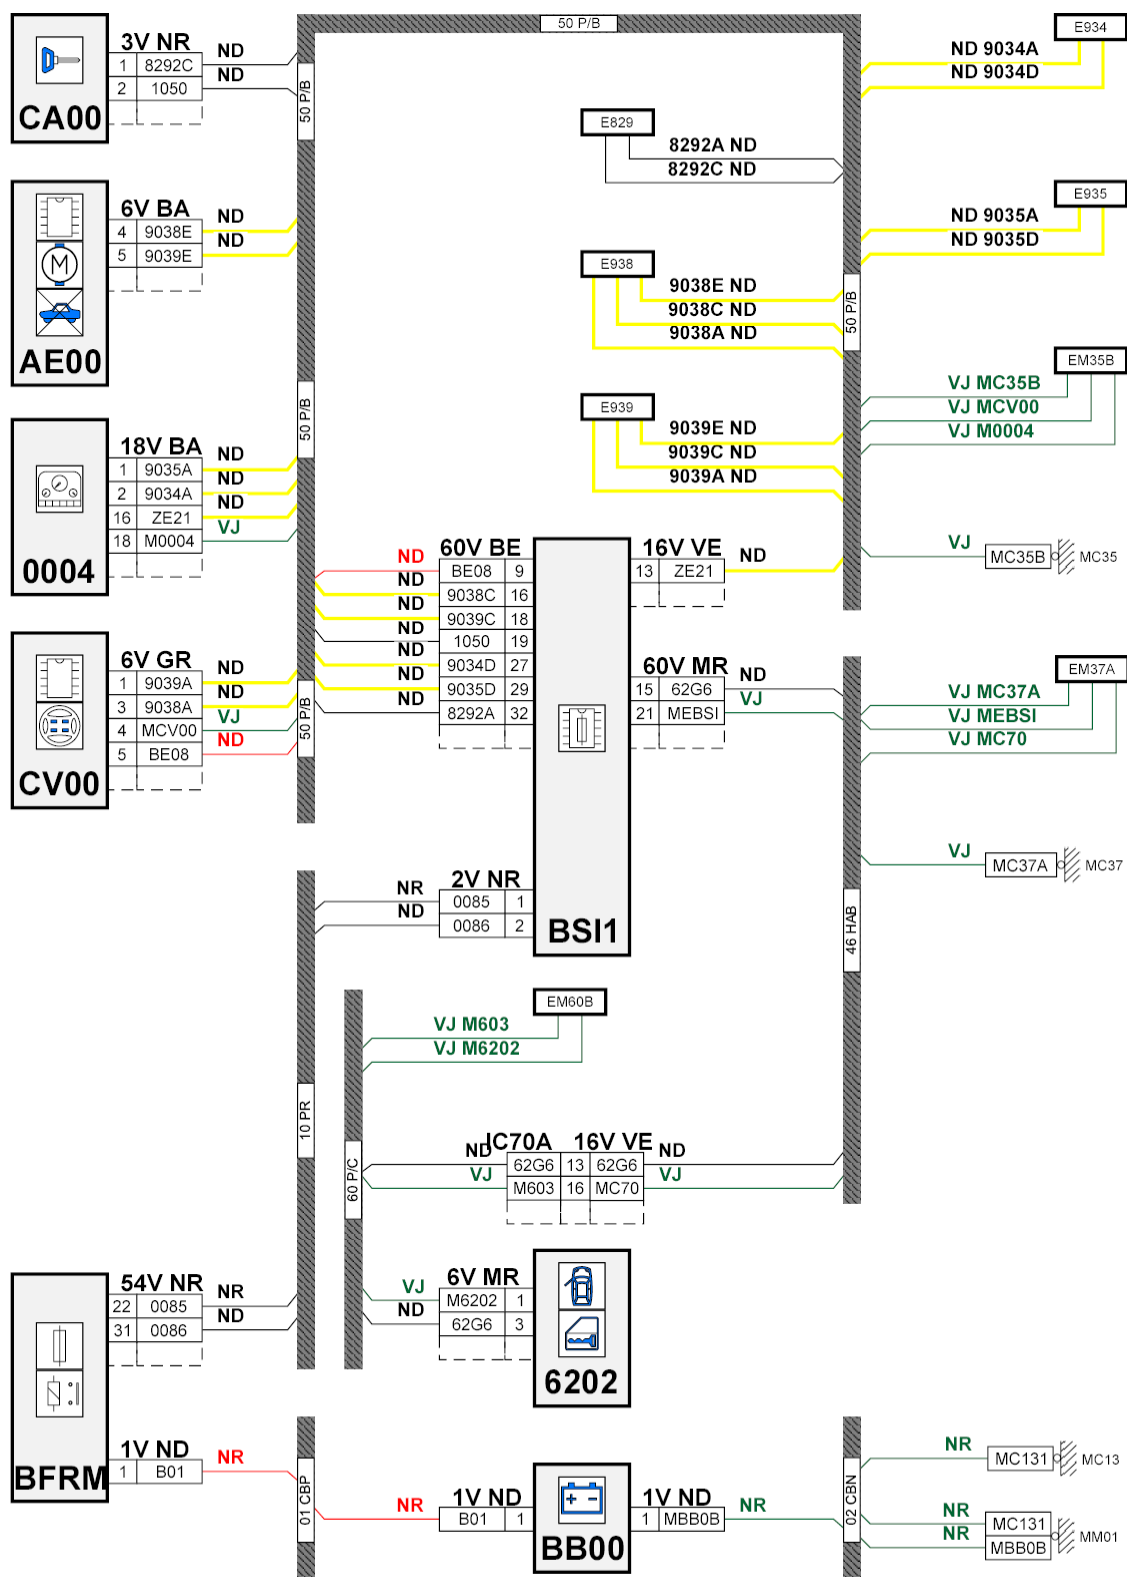 50 P/B
3V NR
1 8292C ND
2 1050 ND
CA00
50 P/B
E934
ND 9034A
ND 9034D
E829
8292A ND
8292C ND
6V BA
4 9038E ND
5 9039E ND
AE00
E935
ND 9035A
ND 9035D
E938
9038E ND
9038C ND
9038A ND
50 P/B
EM35B
VJ MC35B
VJ MCV00
VJ M0004
50 P/B
E939
9039E ND
9039C ND
9039A ND
18V BA
1 9035A ND
2 9034A ND
16 ZE21 ND
18 M0004 VJ
0004
VJ MC35B MC35
60V BE
ND BE08 9
ND 9038C 16
ND 9039C 18
ND 1050 19
ND 9034D 27
ND 9035D 29
ND 8292A 32
16V VE
13 ZE21 ND
60V MR
15 62G6 ND
21 MEBSI VJ
6V GR
1 9039A ND
3 9038A ND
4 MCV00 VJ
5 BE08 ND
CV00
50 P/B
EM37A
VJ MC37A
VJ MEBSI
VJ MC70
VJ MC37A MC37
2V NR
NR 0085 1
ND 0086 2
BSI1
46 HAB
EM60B
VJ M603
VJ M6202
10 PR
60 P/C
IC70A 16V VE
ND 62G6 13 62G6 ND
VJ M603 16 MC70 VJ
54V NR
22 0085 NR
31 0086 ND
6V MR
VJ M6202 1
ND 62G6 3
6202
1V ND
1 B01 NR
BFRM
01 CBP
1V ND
NR B01 1
1V ND
1 MBB0B NR
BB00
02 CBN
NR MC131 MC13
NR MC131
NR MBB0B
MM01